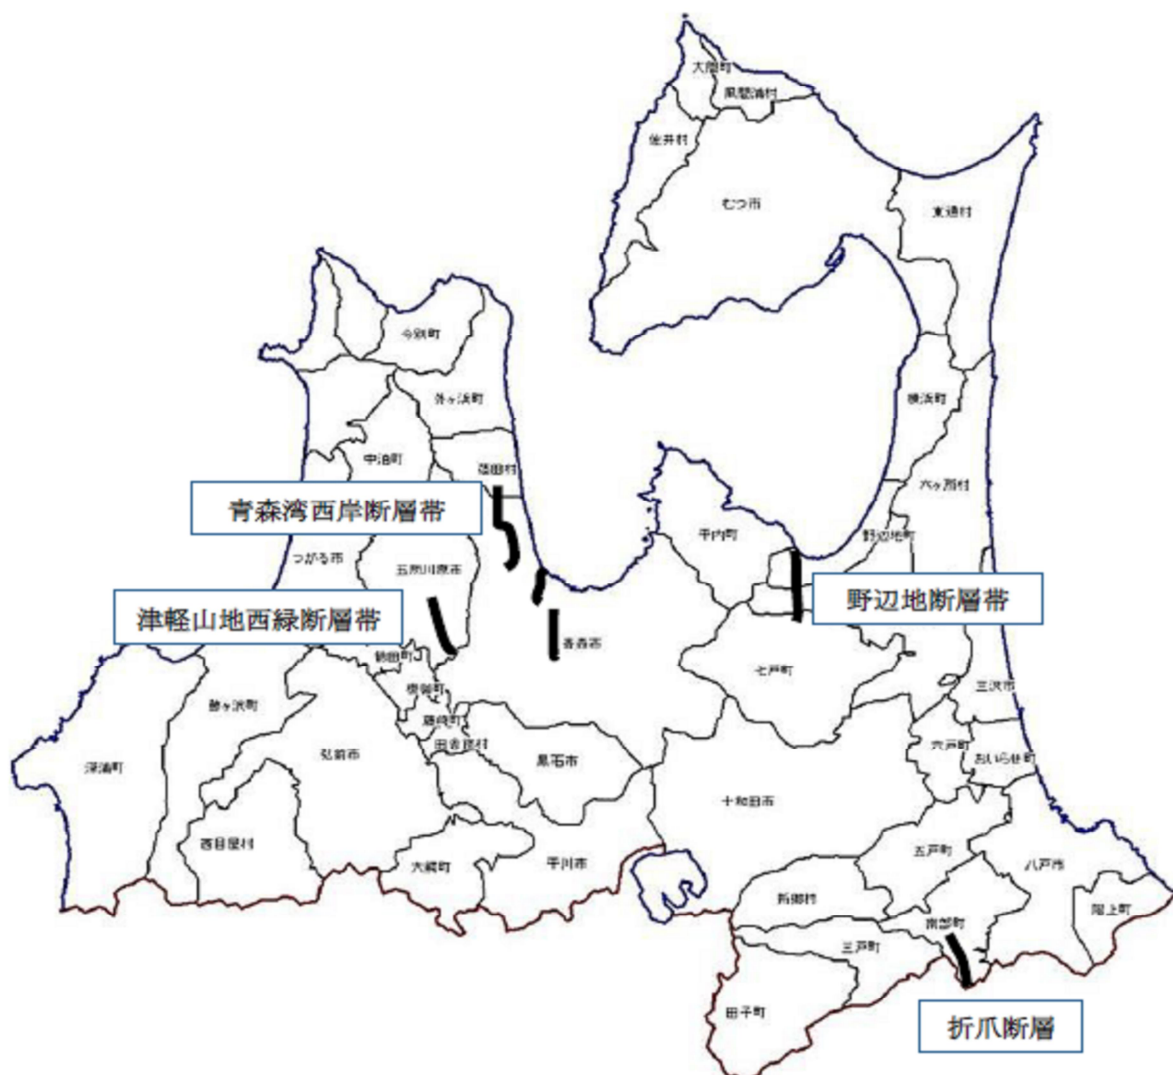 大間町
風間浦村
佐井村
むつ市
東通村
今別町
外ヶ浜町
横浜町
中泊町
蓬田村
六ヶ所村
青森湾西岸断層帯
平内町
野辺地町
つがる市
五所川原市
野辺地断層帯
津軽山地西緑断層帯
青森市
鶴田町
七戸町
三沢市
鰺ヶ沢町
板柳町
藤崎町
田舎館村
弘前市
黒石市
六戸町
おいらせ町
深浦町
十和田市
西目屋村
大鰐町
平川市
五戸町
八戸市
新郷村
南部町
階上町
三戸町
田子町
折爪断層